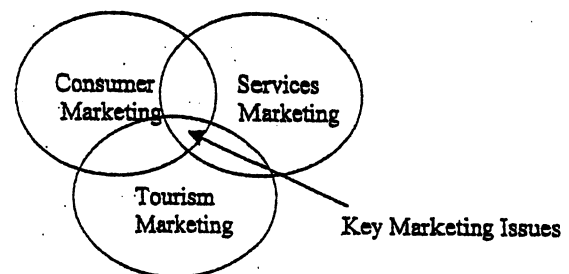 Consumer
Marketing
Services
Marketing
Tourism
Marketing
Key Marketing Issues